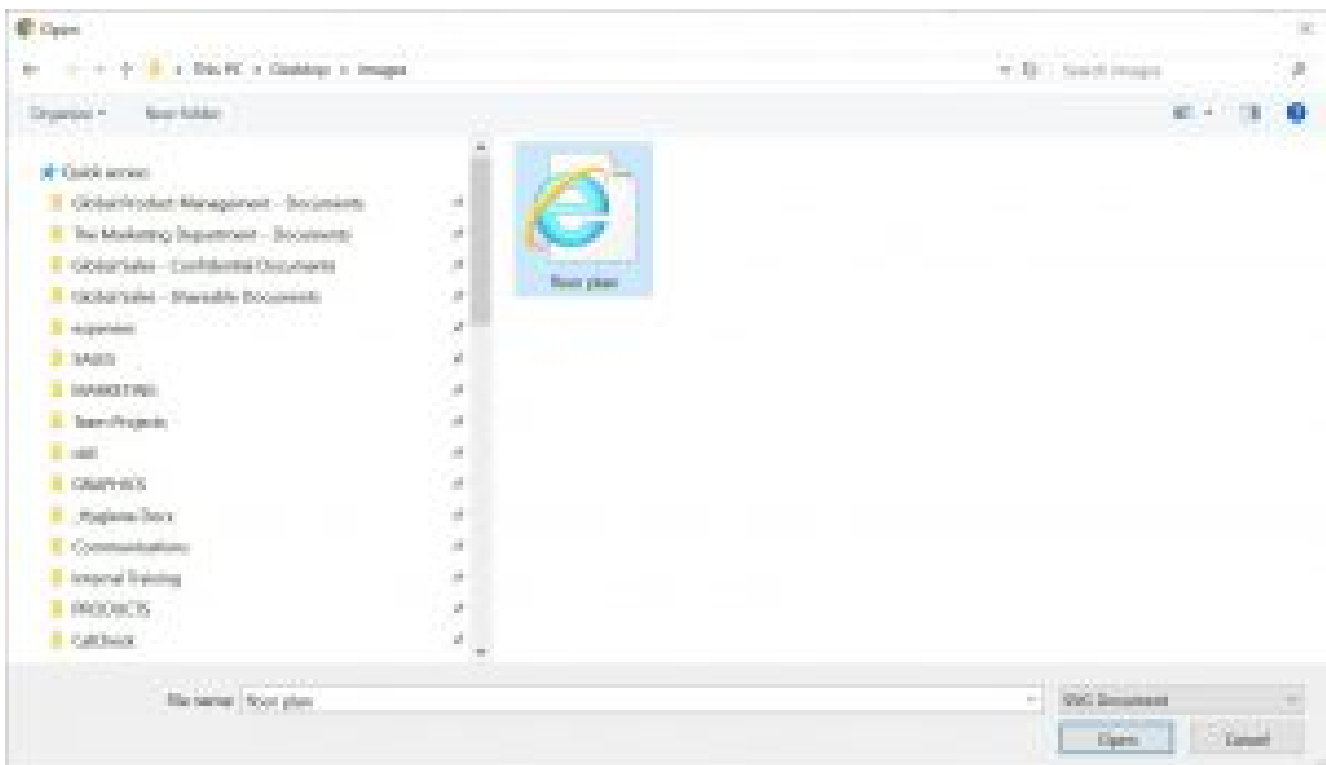 Open
This PC Desktop Images
Search Images
Organize New folder
Quick access
Global Product Management - Documents
The Marketing Department - Documents
Global Sales - Confidential Documents
Global Sales - Shareable Documents
expenses
SALES
MARKETING
Team Projects
GRAPHICS
Hygiene Docs
Communications
Internal Training
PRODUCTS
floor plan
File name: floor plan
SVG Document
Open Cancel